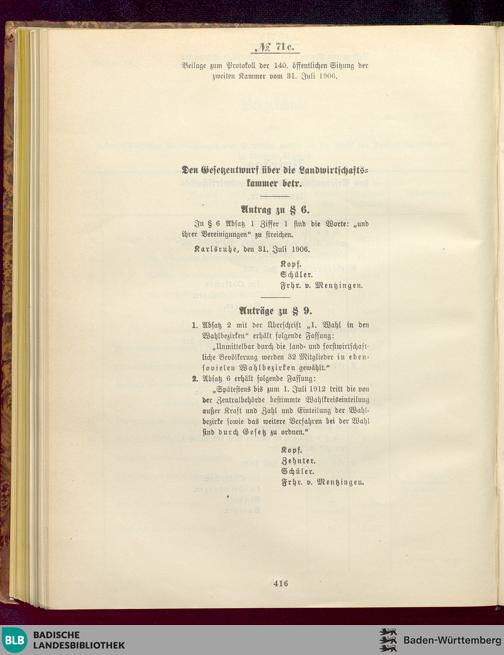 № 71c.
Beilage zum Protokoll der 140. öffentlichen Sitzung der
zweiten Kammer vom 31. Juli 1906.
Den Gesetzentwurf über die Landwirtschafts-
kammer betr.
Antrag zu § 6.
In § 6 Absatz 1 Ziffer 1 sind die Worte: „und
ihrer Vereinigungen“ zu streichen.
Karlsruhe, den 31. Juli 1906.
Kopf.
Schüler.
Frhr. v. Mentzingen.
Anträge zu § 9.
1. Absatz 2 mit der Überschrift „1. Wahl in den
Wahlbezirken“ erhält folgende Fassung:
„Unmittelbar durch die land- und forstwirtschaft-
liche Bevölkerung werden 32 Mitglieder in eben-
sovielen Wahlbezirken gewählt.“
2. Absatz 6 erhält folgende Fassung:
„Spätestens bis zum 1. Juli 1912 tritt die von
der Zentralbehörde bestimmte Wahlkreiseinteilung
außer Kraft und Zahl und Einteilung der Wahl-
bezirke sowie das weitere Verfahren bei der Wahl
sind durch Gesetz zu ordnen.“
Kopf.
Zehnter.
Schüler.
Frhr. v. Mentzingen.
416
BLB
BADISCHE
LANDESBIBLIOTHEK
Baden-Württemberg